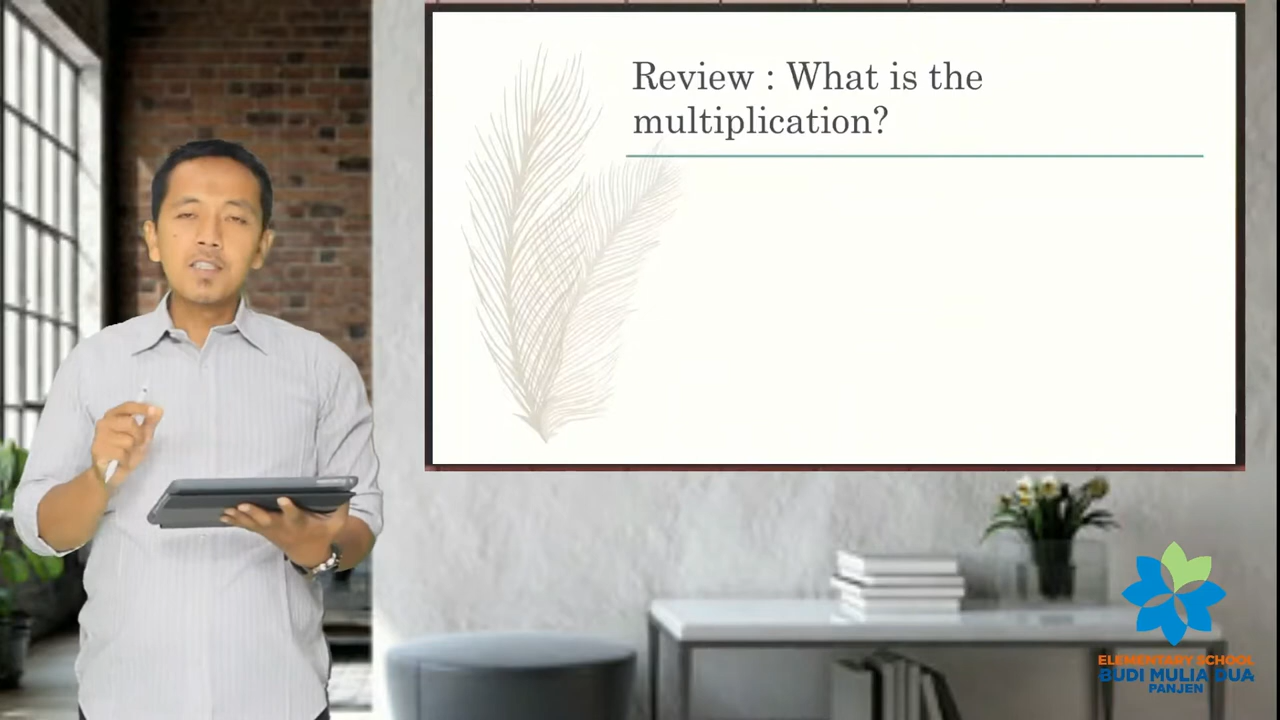 Review : What is the
multiplication?
ELEMENTARY SCHOOL
BUDI MULIA DUA
PANJEN